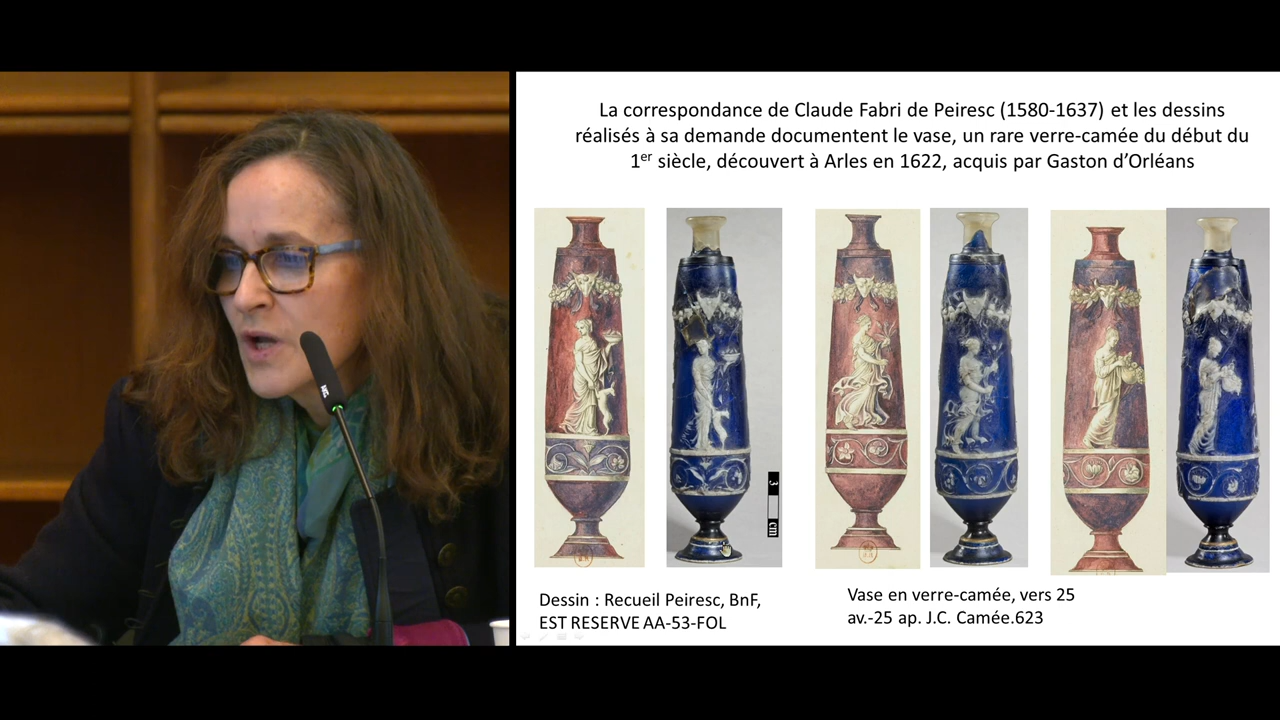 La correspondance de Claude Fabri de Peiresc (1580-1637) et les dessins
réalisés à sa demande documentent le vase, un rare verre-camée du début du
1er siècle, découvert à Arles en 1622, acquis par Gaston d’Orléans
3
cm
Dessin : Recueil Peiresc, BnF,
EST RESERVE AA-53-FOL
Vase en verre-camée, vers 25
av.-25 ap. J.C. Camée.623